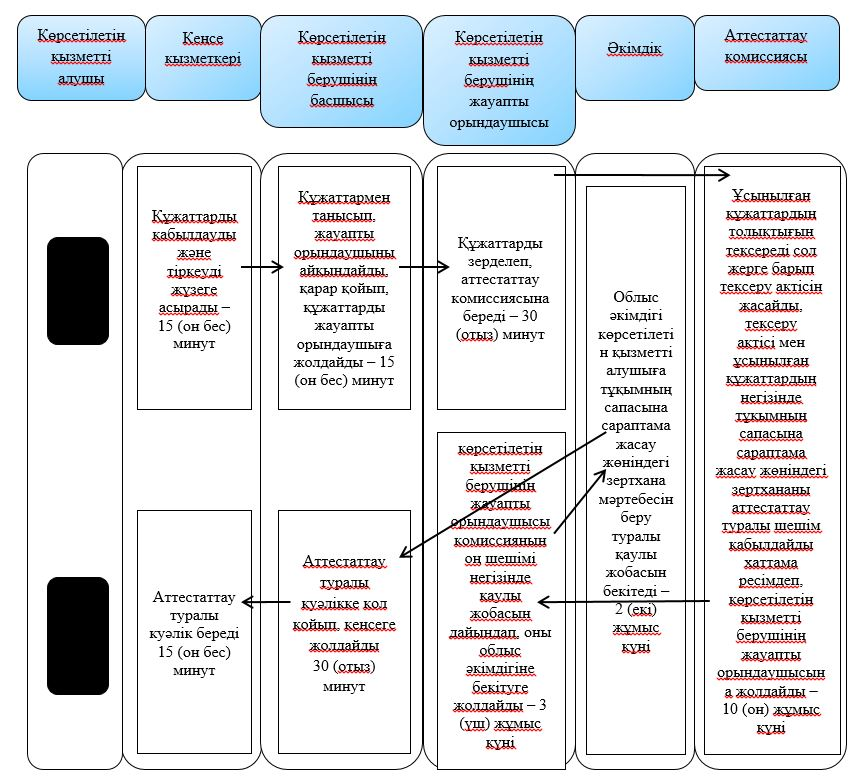 Көрсетілетін
қызметті
алушы
Кеңсе
қызметкері
Көрсетілетін
қызметті
берушінің
басшысы
Көрсетілетін
қызметті
берушінің
жауапты
орындаушысы
Әкімдік
Аттестаттау
комиссиясы
Құжаттарды
қабылдауды
және
тіркеуді
жүзеге
асырады –
15 (он бес)
минут
Құжаттармен
танысып,
жауапты
орындаушыны
айқындайды,
қарар қойып,
құжаттарды
жауапты
орындаушыға
жолдайды – 15
(он бес) минут
Құжаттарды
зерделеп,
аттестаттау
комиссиясына
береді – 30
(отыз) минут
көрсетілетін
қызметті
берушінің
жауапты
орындаушысы
комиссияның
оң шешімі
негізінде
қаулы
жобасын
дайындап, оны
облыс
әкімдігіне
бекітуге
жолдайды – 3
(үш) жұмыс
күні
Облыс
әкімдігі
көрсетілеті
н қызметті
алушыға
тұқымның
сапасына
сараптама
жасау
жөніндегі
зертхана
мәртебесін
беру
туралы
қаулы
жобасын
бекітеді –
2 (екі)
жұмыс
күні
Ұсынылған
құжаттардың
толықтығын
тексереді сол
жерге барып
тексеру актісін
жасайды,
тексеру
актісі мен
ұсынылған
құжаттардың
негізінде
тұқымның
сапасына
сараптама
жасау жөніндегі
зертхананы
аттестаттау
туралы шешім
қабылдайды
хаттама
ресімдеп,
көрсетілетін
қызметті
берушінің
жауапты
орындаушысын
а жолдайды –
10 (он) жұмыс
күні
Аттестаттау
туралы
куәлікке қол
қойып, кеңсеге
жолдайды
30 (отыз)
минут
Аттестаттау
туралы
куәлік береді
15 (он бес)
минут